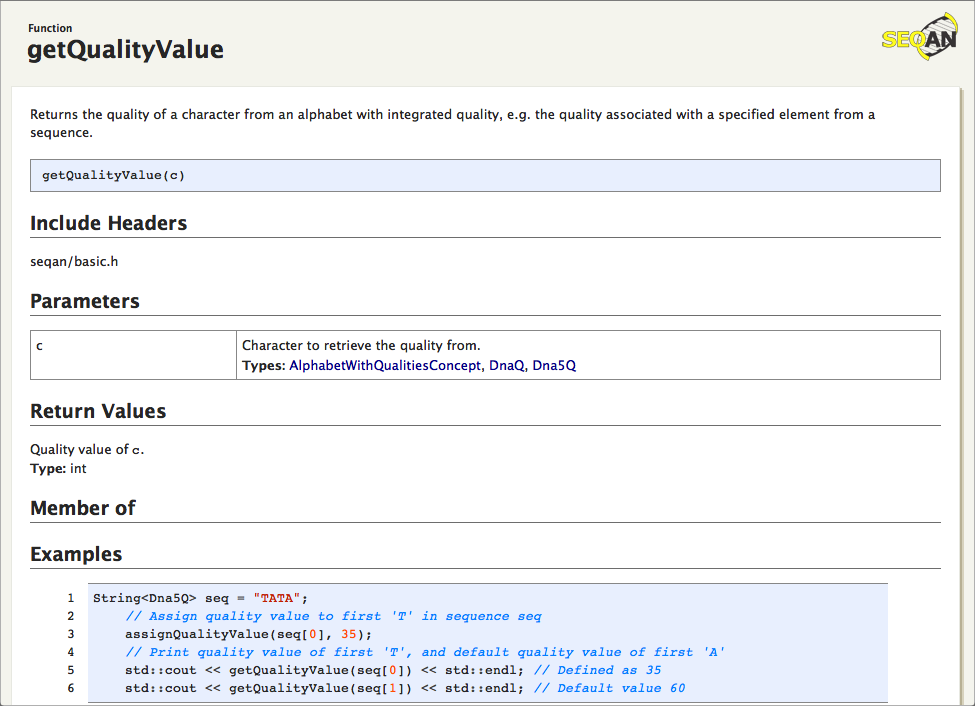 Function
getQualityValue
SEQAN
Returns the quality of a character from an alphabet with integrated quality, e.g. the quality associated with a specified element from a
sequence.
getQualityValue(c)
Include Headers
seqan/basic.h
Parameters
c
Character to retrieve the quality from.
Types: AlphabetWithQualitiesConcept, DnaQ, Dna5Q
Return Values
Quality value of c.
Type: int
Member of
Examples
1 String<Dna5Q> seq = "TATA";
2 // Assign quality value to first 'T' in sequence seq
3 assignQualityValue(seq[0], 35);
4 // Print quality value of first 'T', and default quality value of first 'A'
5 std::cout << getQualityValue(seq[0]) << std::endl; // Defined as 35
6 std::cout << getQualityValue(seq[1]) << std::endl; // Default value 60